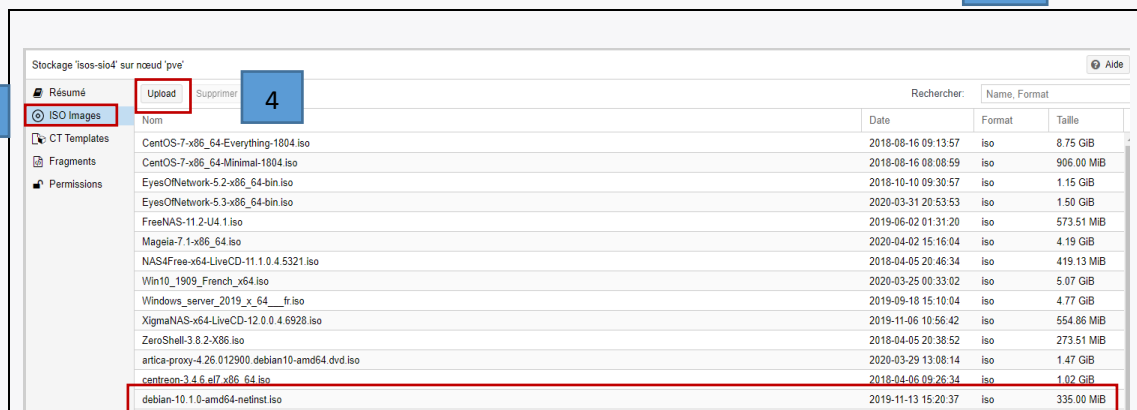 Stockage 'isos-sio4' sur nœud 'pve'
Aide
Résumé
ISO Images
CT Templates
Fragments
Permissions
Upload
Supprimer
4
Rechercher:
Name, Format
Nom
Date
Format
Taille
CentOS-7-x86_64-Everything-1804.iso 2018-08-16 09:13:57 iso 8.75 GiB
CentOS-7-x86_64-Minimal-1804.iso 2018-08-16 08:08:59 iso 906.00 MiB
EyesOfNetwork-5.2-x86_64-bin.iso 2018-10-10 09:30:57 iso 1.15 GiB
EyesOfNetwork-5.3-x86_64-bin.iso 2020-03-31 20:53:53 iso 1.50 GiB
FreeNAS-11.2-U4.1.iso 2019-06-02 01:31:20 iso 573.51 MiB
Mageia-7.1-x86_64.iso 2020-04-02 15:16:04 iso 4.19 GiB
NAS4Free-x64-LiveCD-11.1.0.4.5321.iso 2018-04-05 20:46:34 iso 419.13 MiB
Win10_1909_French_x64.iso 2020-03-25 00:33:02 iso 5.07 GiB
Windows_server_2019_x_64___fr.iso 2019-09-18 15:10:04 iso 4.77 GiB
XigmaNAS-x64-LiveCD-12.0.0.4.6928.iso 2019-11-06 10:56:42 iso 554.86 MiB
ZeroShell-3.8.2-X86.iso 2018-04-05 20:38:52 iso 273.51 MiB
artica-proxy-4.26.012900.debian10-amd64.dvd.iso 2020-03-29 13:08:14 iso 1.47 GiB
centreon-3.4.6.el7.x86_64.iso 2018-04-06 09:26:34 iso 1.02 GiB
debian-10.1.0-amd64-netinst.iso 2019-11-13 15:20:37 iso 335.00 MiB